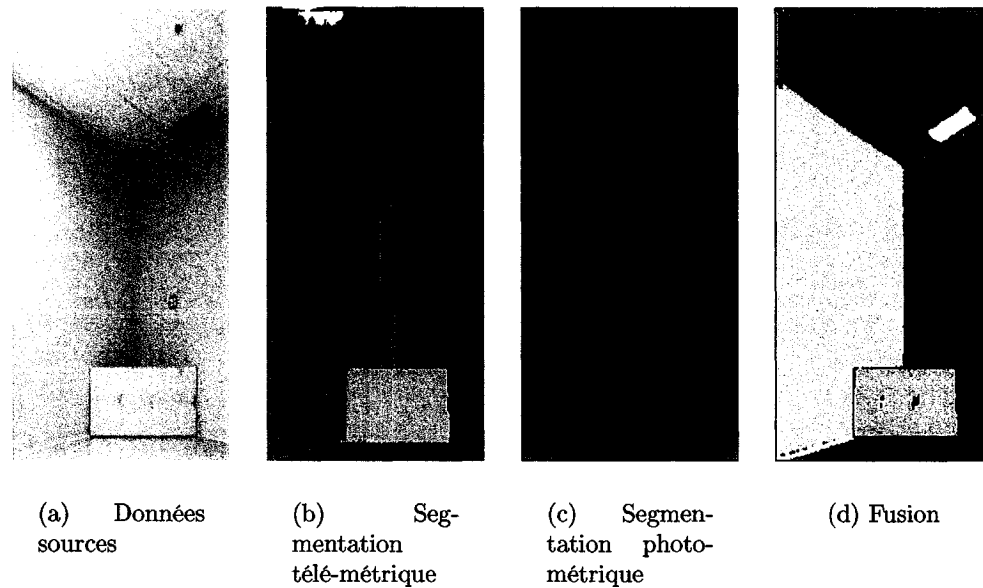 (a) Données
sources
(b) Seg-
mentation
télé-métrique
(c) Segmen-
tation photo-
métrique
(d) Fusion